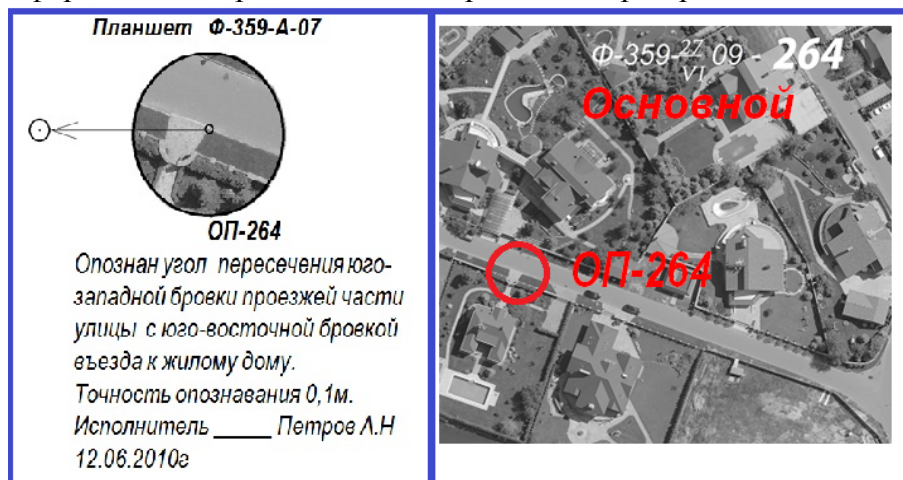 Планшет Ф-359-А-07
ОП-264
Опознан угол пересечения юго-
западной бровки проезжей части
улицы с юго-восточной бровкой
въезда к жилому дому.
Точность опознавания 0,1м.
Исполнитель _____ Петров Л.Н
12.06.2010г
Ф-359-27/VI 09 - 264
Основной
ОП-264